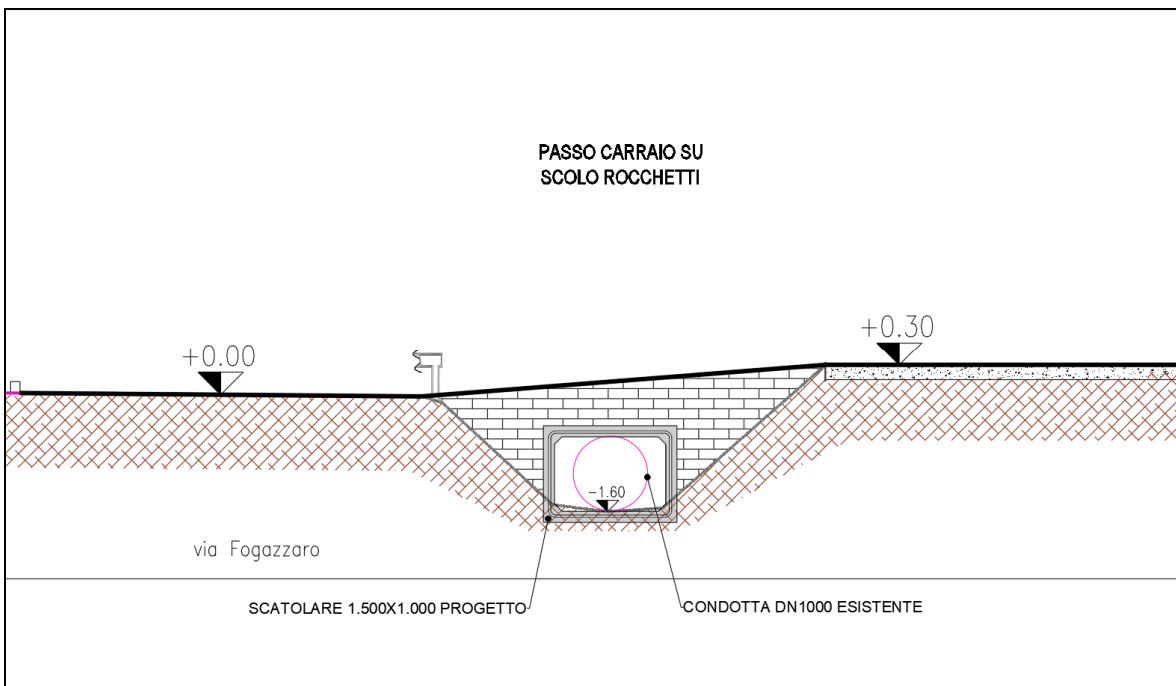 PASSO CARRAIO SU
SCOLO ROCCHETTI
+0.30
+0.00
-1.60
via Fogazzaro
SCATOLARE 1.500X1.000 PROGETTO
CONDOTTA DN1000 ESISTENTE